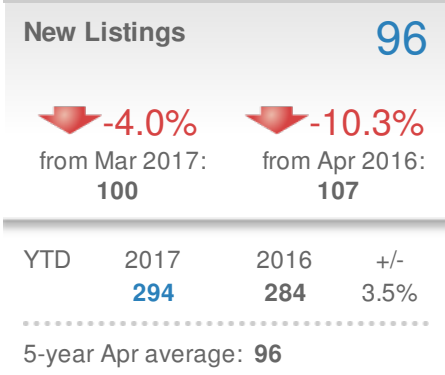 New Listings 96
-4.0% -10.3%
from Mar 2017: from Apr 2016:
100 107
YTD 2017 2016 +/-
294 284 3.5%
5-year Apr average: 96